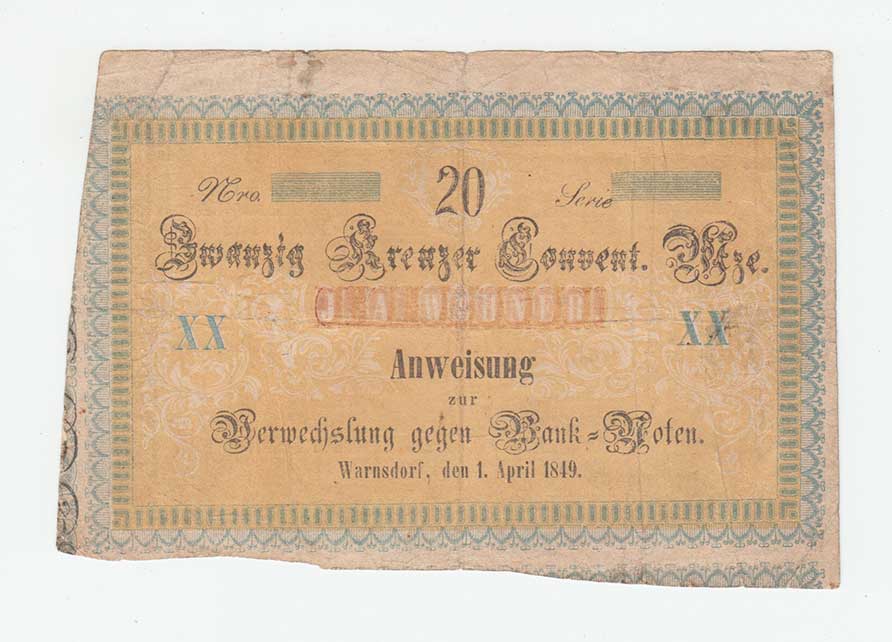 Nro. 20 Serie
Zwanzig Kreuzer Convent. Mze.
XX XX
Anweisung
zur
Verwechslung gegen Bank-Noten.
Warnsdorf, den 1. April 1849.